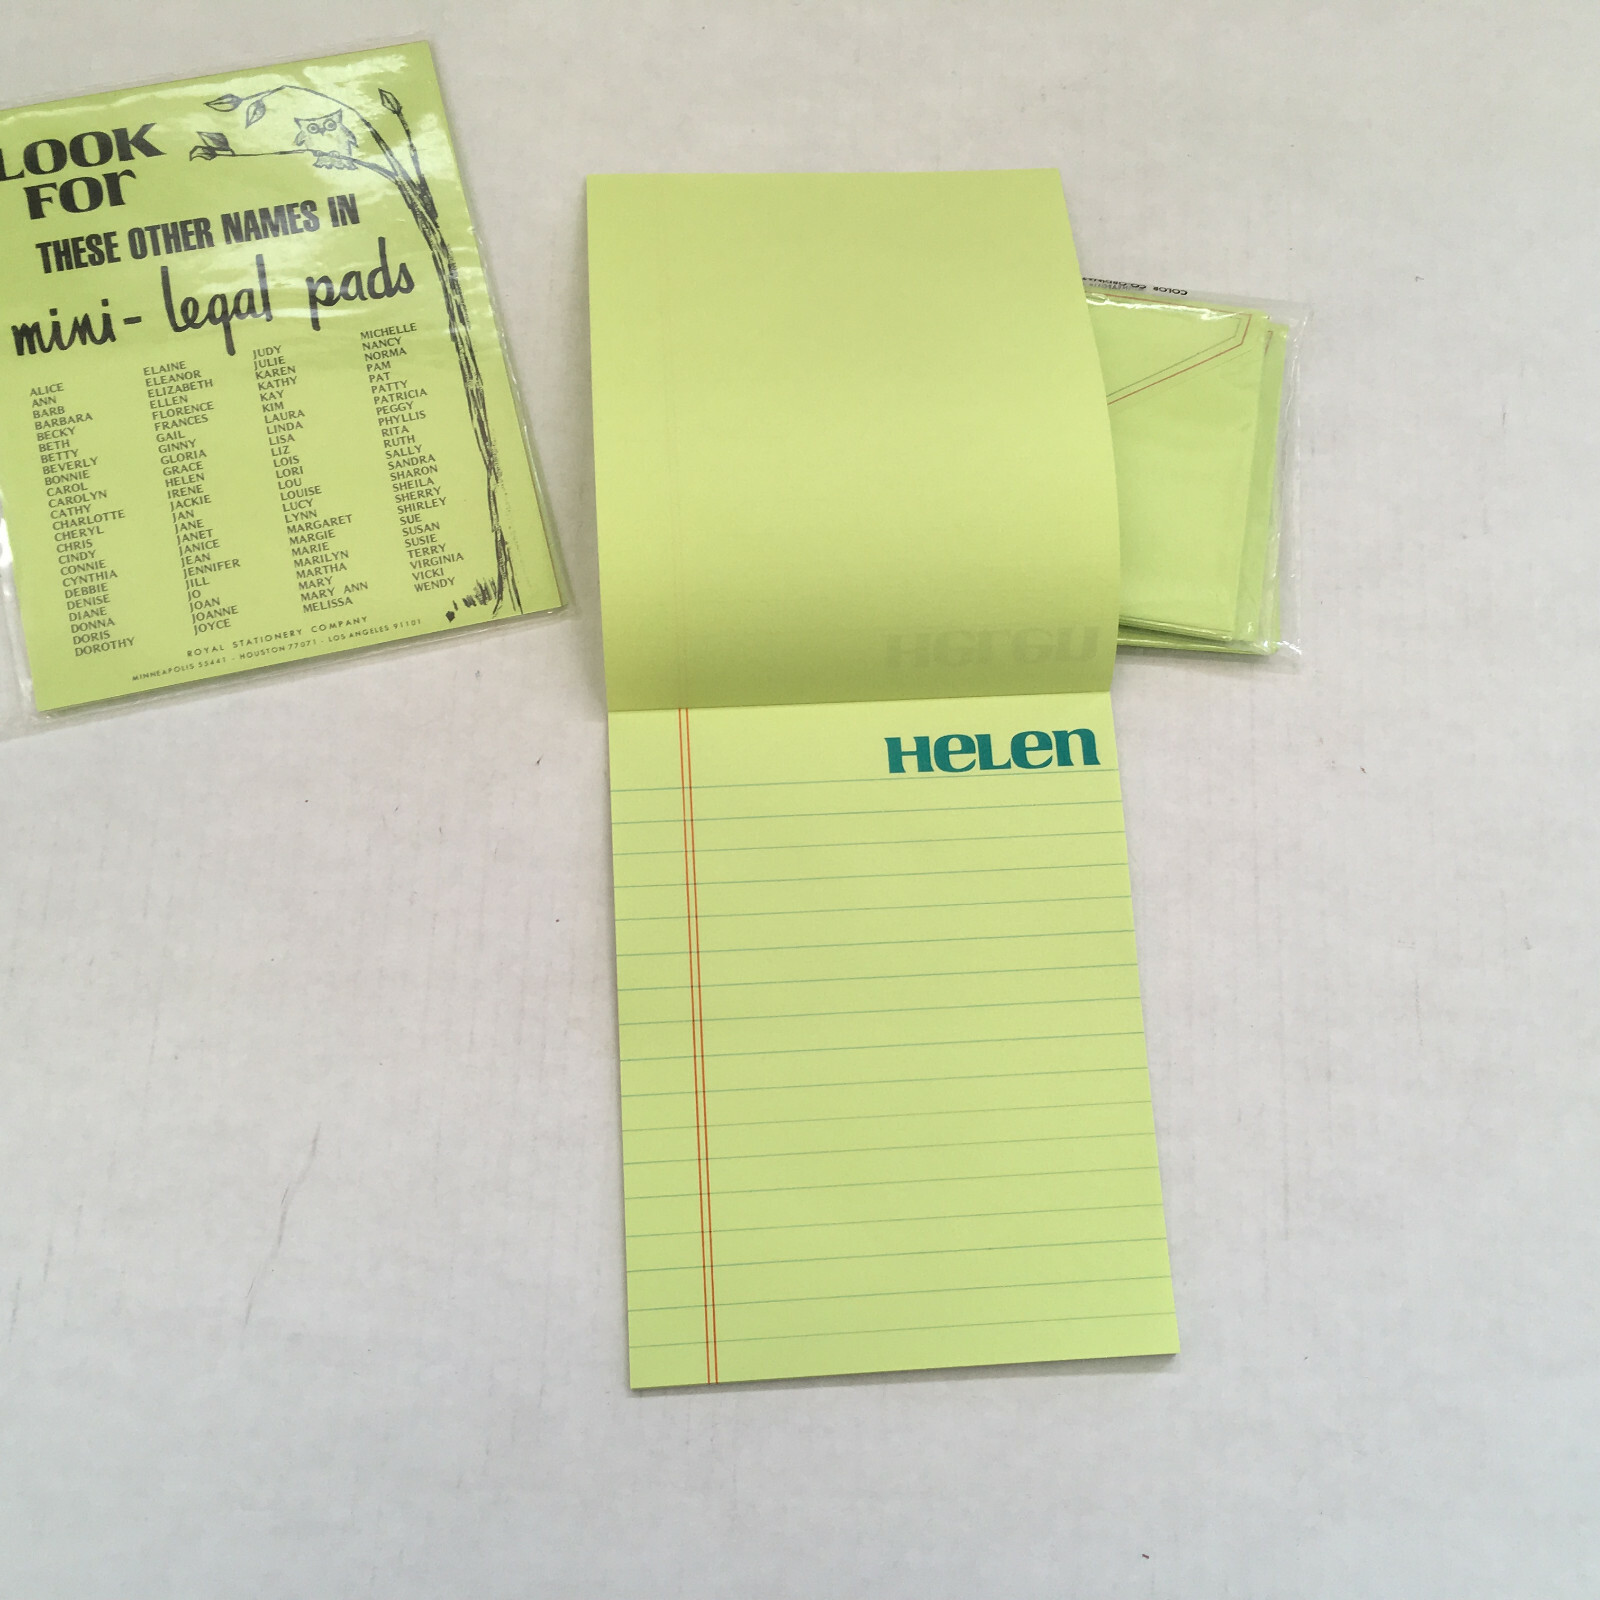 LOOK
FOR
THESE OTHER NAMES IN
mini-legal pads
ALICE
ANN
BARB
BARBARA
BECKY
BETH
BETTY
BEVERLY
BONNIE
CAROL
CAROLYN
CATHY
CHARLOTTE
CHERYL
CHRIS
CINDY
CONNIE
CYNTHIA
DEBBIE
DENISE
DIANE
DONNA
DORIS
DOROTHY
ELAINE
ELEANOR
ELIZABETH
ELLEN
FLORENCE
FRANCES
GAIL
GINNY
GLORIA
GRACE
HELEN
IRENE
JACKIE
JAN
JANE
JANET
JANICE
JEAN
JENNIFER
JILL
JO
JOAN
JOANNE
JOYCE
JUDY
JULIE
KAREN
KATHY
KAY
KIM
LAURA
LINDA
LISA
LIZ
LOIS
LORI
LOU
LOUISE
LUCY
LYNN
MARGARET
MARGIE
MARIE
MARILYN
MARTHA
MARY
MARY ANN
MELISSA
MICHELLE
NANCY
NORMA
PAM
PAT
PATTY
PATRICIA
PEGGY
PHYLLIS
RITA
RUTH
SALLY
SANDRA
SHARON
SHEILA
SHERRY
SHIRLEY
SUE
SUSAN
SUSIE
TERRY
VIRGINIA
VICKI
WENDY
ROYAL STATIONERY COMPANY
MINNEAPOLIS 55441 - HOUSTON 77071 - LOS ANGELES 91101
HELEN
COLOR